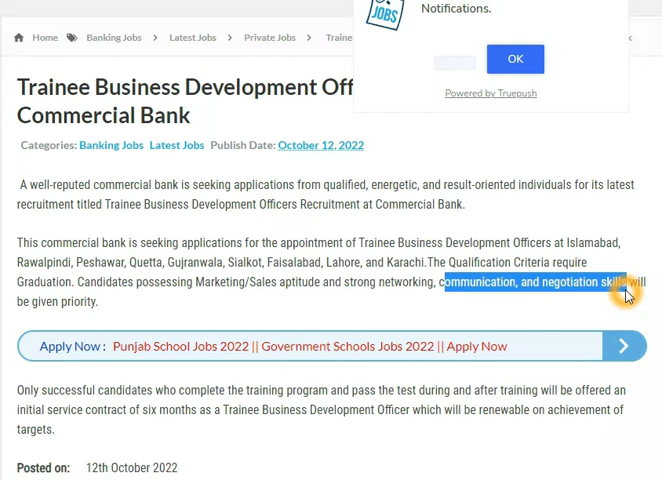 JOBS
Notifications.
Home Banking Jobs Latest Jobs Private Jobs Traine
OK
Powered by Truepush
Trainee Business Development Off
Commercial Bank
Categories: Banking Jobs Latest Jobs Publish Date: October 12, 2022
A well-reputed commercial bank is seeking applications from qualified, energetic, and result-oriented individuals for its latest
recruitment titled Trainee Business Development Officers Recruitment at Commercial Bank.
This commercial bank is seeking applications for the appointment of Trainee Business Development Officers at Islamabad,
Rawalpindi, Peshawar, Quetta, Gujranwala, Sialkot, Faisalabad, Lahore, and Karachi.The Qualification Criteria require
Graduation. Candidates possessing Marketing/Sales aptitude and strong networking, communication, and negotiation skills will
be given priority.
Apply Now : Punjab School Jobs 2022 || Government Schools Jobs 2022 || Apply Now
Only successful candidates who complete the training program and pass the test during and after training will be offered an
initial service contract of six months as a Trainee Business Development Officer which will be renewable on achievement of
targets.
Posted on: 12th October 2022